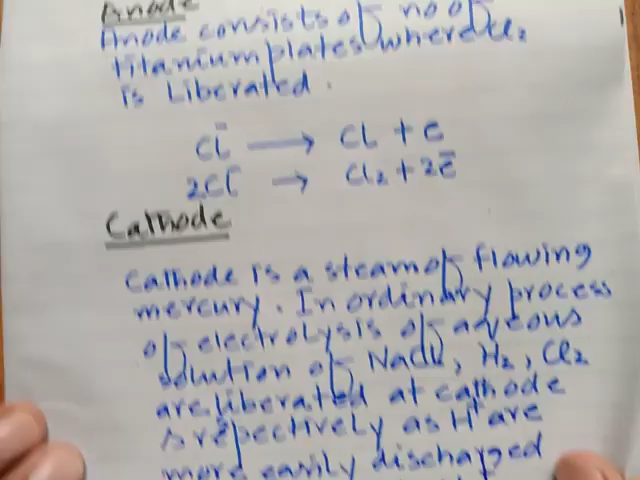 Anode
Anode consists of no of
titanium plates where Cl2
is Liberated.
Cl⁻ ⟶ Cl + e
2Cl⁻ → Cl2 + 2e⁻
Cathode
Cathode is a steam of flowing
mercury. In ordinary process
of electrolysis of aqeous
solution of Nacl, H2, Cl2
are liberated at cathode
respectively as H⁺ are
more easily discharged